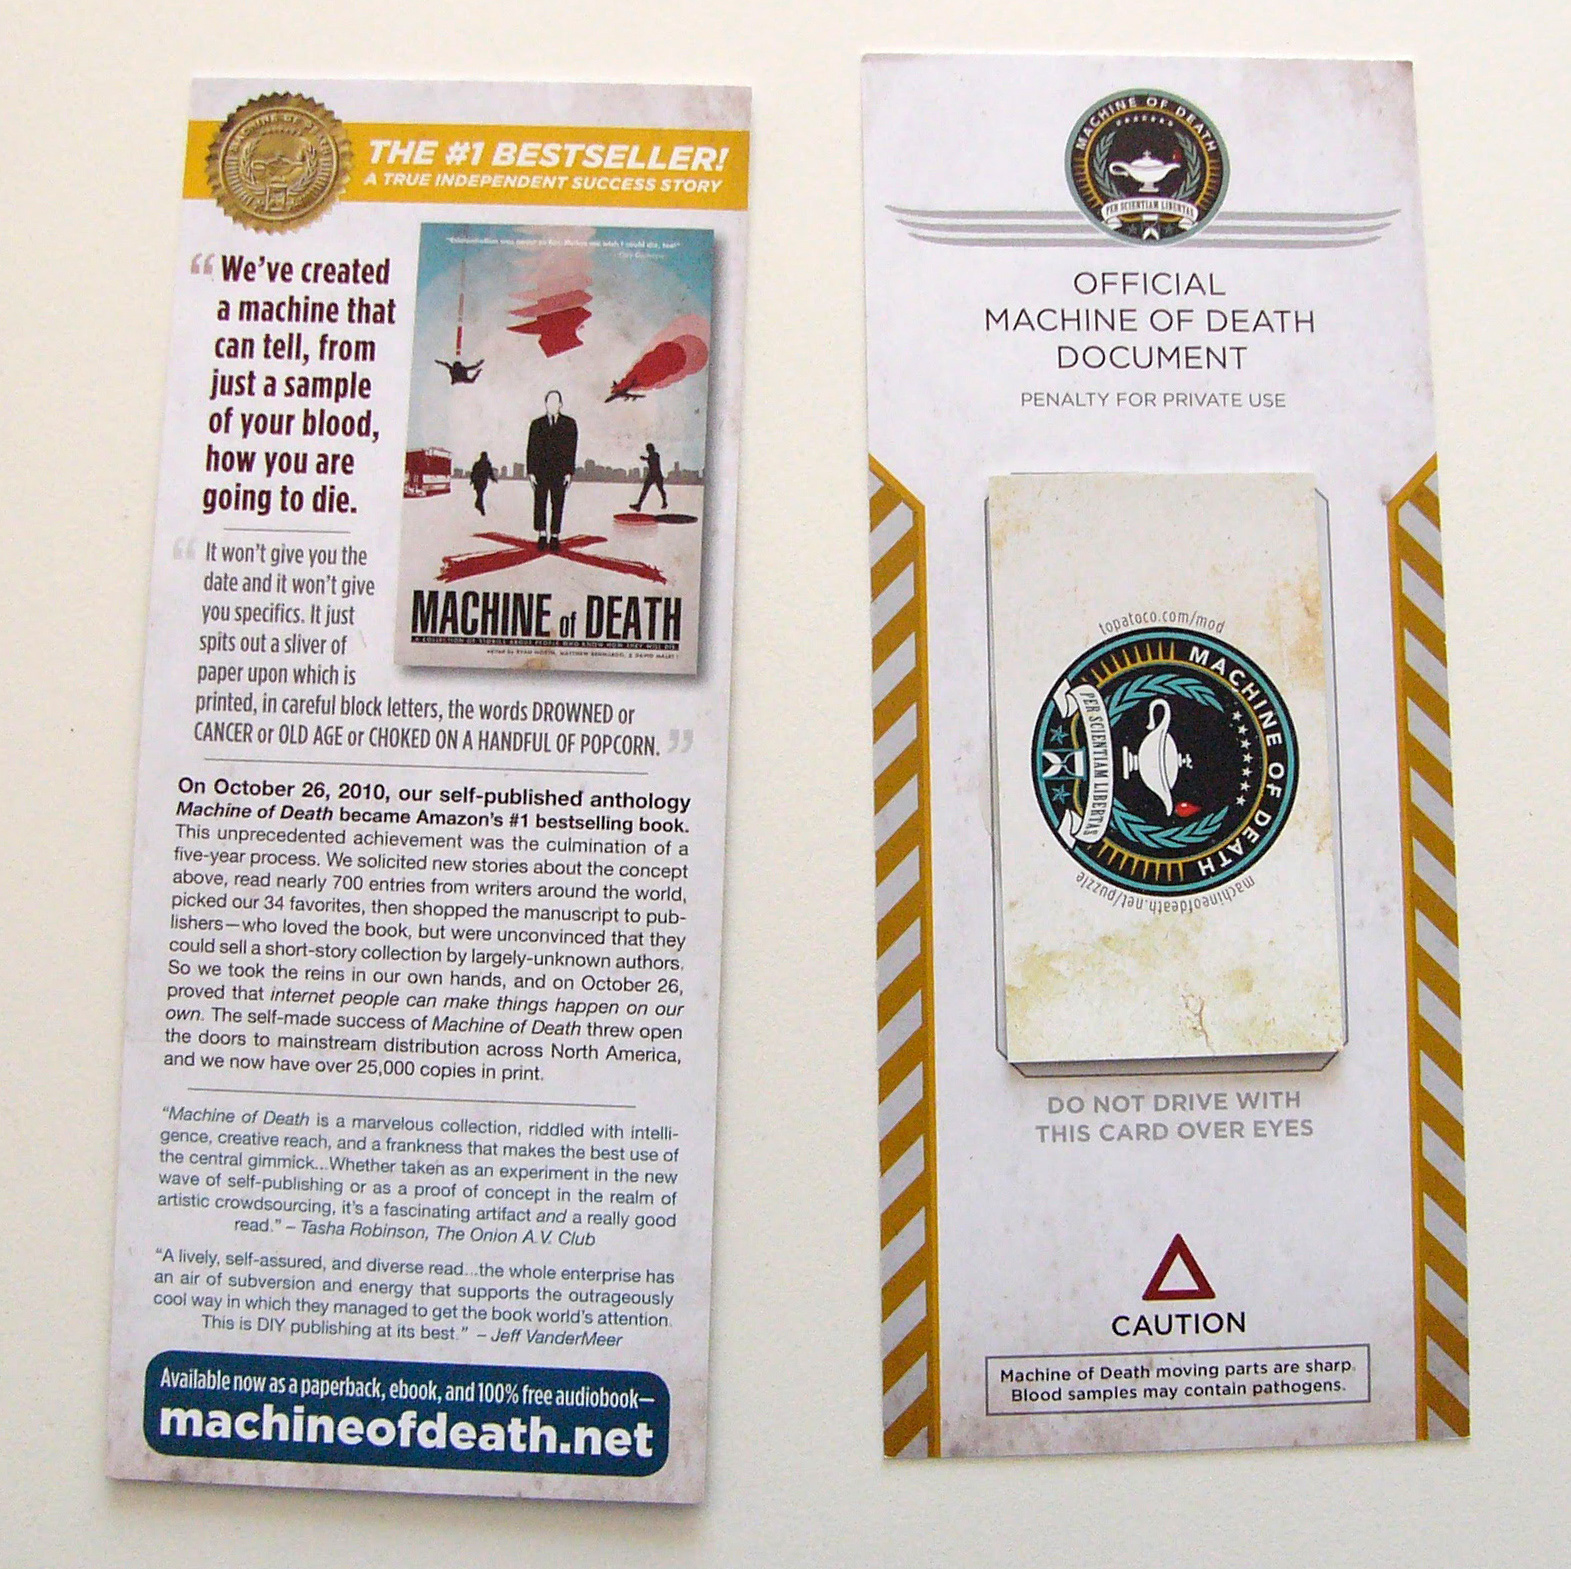 MACHINE OF DEATH
THE #1 BESTSELLER!
A TRUE INDEPENDENT SUCCESS STORY
“We’ve created
a machine that
can tell, from
just a sample
of your blood,
how you are
going to die.
“It won’t give you the
date and it won’t give
you specifics. It just
spits out a sliver of
paper upon which is
printed, in careful block letters, the words DROWNED or
CANCER or OLD AGE or CHOKED ON A HANDFUL OF POPCORN.”
MACHINE of DEATH
A COLLECTION OF STORIES ABOUT PEOPLE WHO KNOW HOW THEY WILL DIE
On October 26, 2010, our self-published anthology
Machine of Death became Amazon’s #1 bestselling book.
This unprecedented achievement was the culmination of a
five-year process. We solicited new stories about the concept
above, read nearly 700 entries from writers around the world,
picked our 34 favorites, then shopped the manuscript to pub-
lishers—who loved the book, but were unconvinced that they
could sell a short-story collection by largely-unknown authors.
So we took the reins in our own hands, and on October 26,
proved that internet people can make things happen on our
own. The self-made success of Machine of Death threw open
the doors to mainstream distribution across North America,
and we now have over 25,000 copies in print.
“Machine of Death is a marvelous collection, riddled with intelli-
gence, creative reach, and a frankness that makes the best use of
the central gimmick...Whether taken as an experiment in the new
wave of self-publishing or as a proof of concept in the realm of
artistic crowdsourcing, it’s a fascinating artifact and a really good
read.” – Tasha Robinson, The Onion A.V. Club
“A lively, self-assured, and diverse read...the whole enterprise has
an air of subversion and energy that supports the outrageously
cool way in which they managed to get the book world’s attention.
This is DIY publishing at its best.” – Jeff VanderMeer
Available now as a paperback, ebook, and 100% free audiobook—
machineofdeath.net
MACHINE OF DEATH
PER SCIENTIAM LIBERTAS
OFFICIAL
MACHINE OF DEATH
DOCUMENT
PENALTY FOR PRIVATE USE
topatoco.com/mod
MACHINE OF DEATH
PER SCIENTIAM LIBERTAS
machineofdeath.net/puzzle
DO NOT DRIVE WITH
THIS CARD OVER EYES
CAUTION
Machine of Death moving parts are sharp.
Blood samples may contain pathogens.